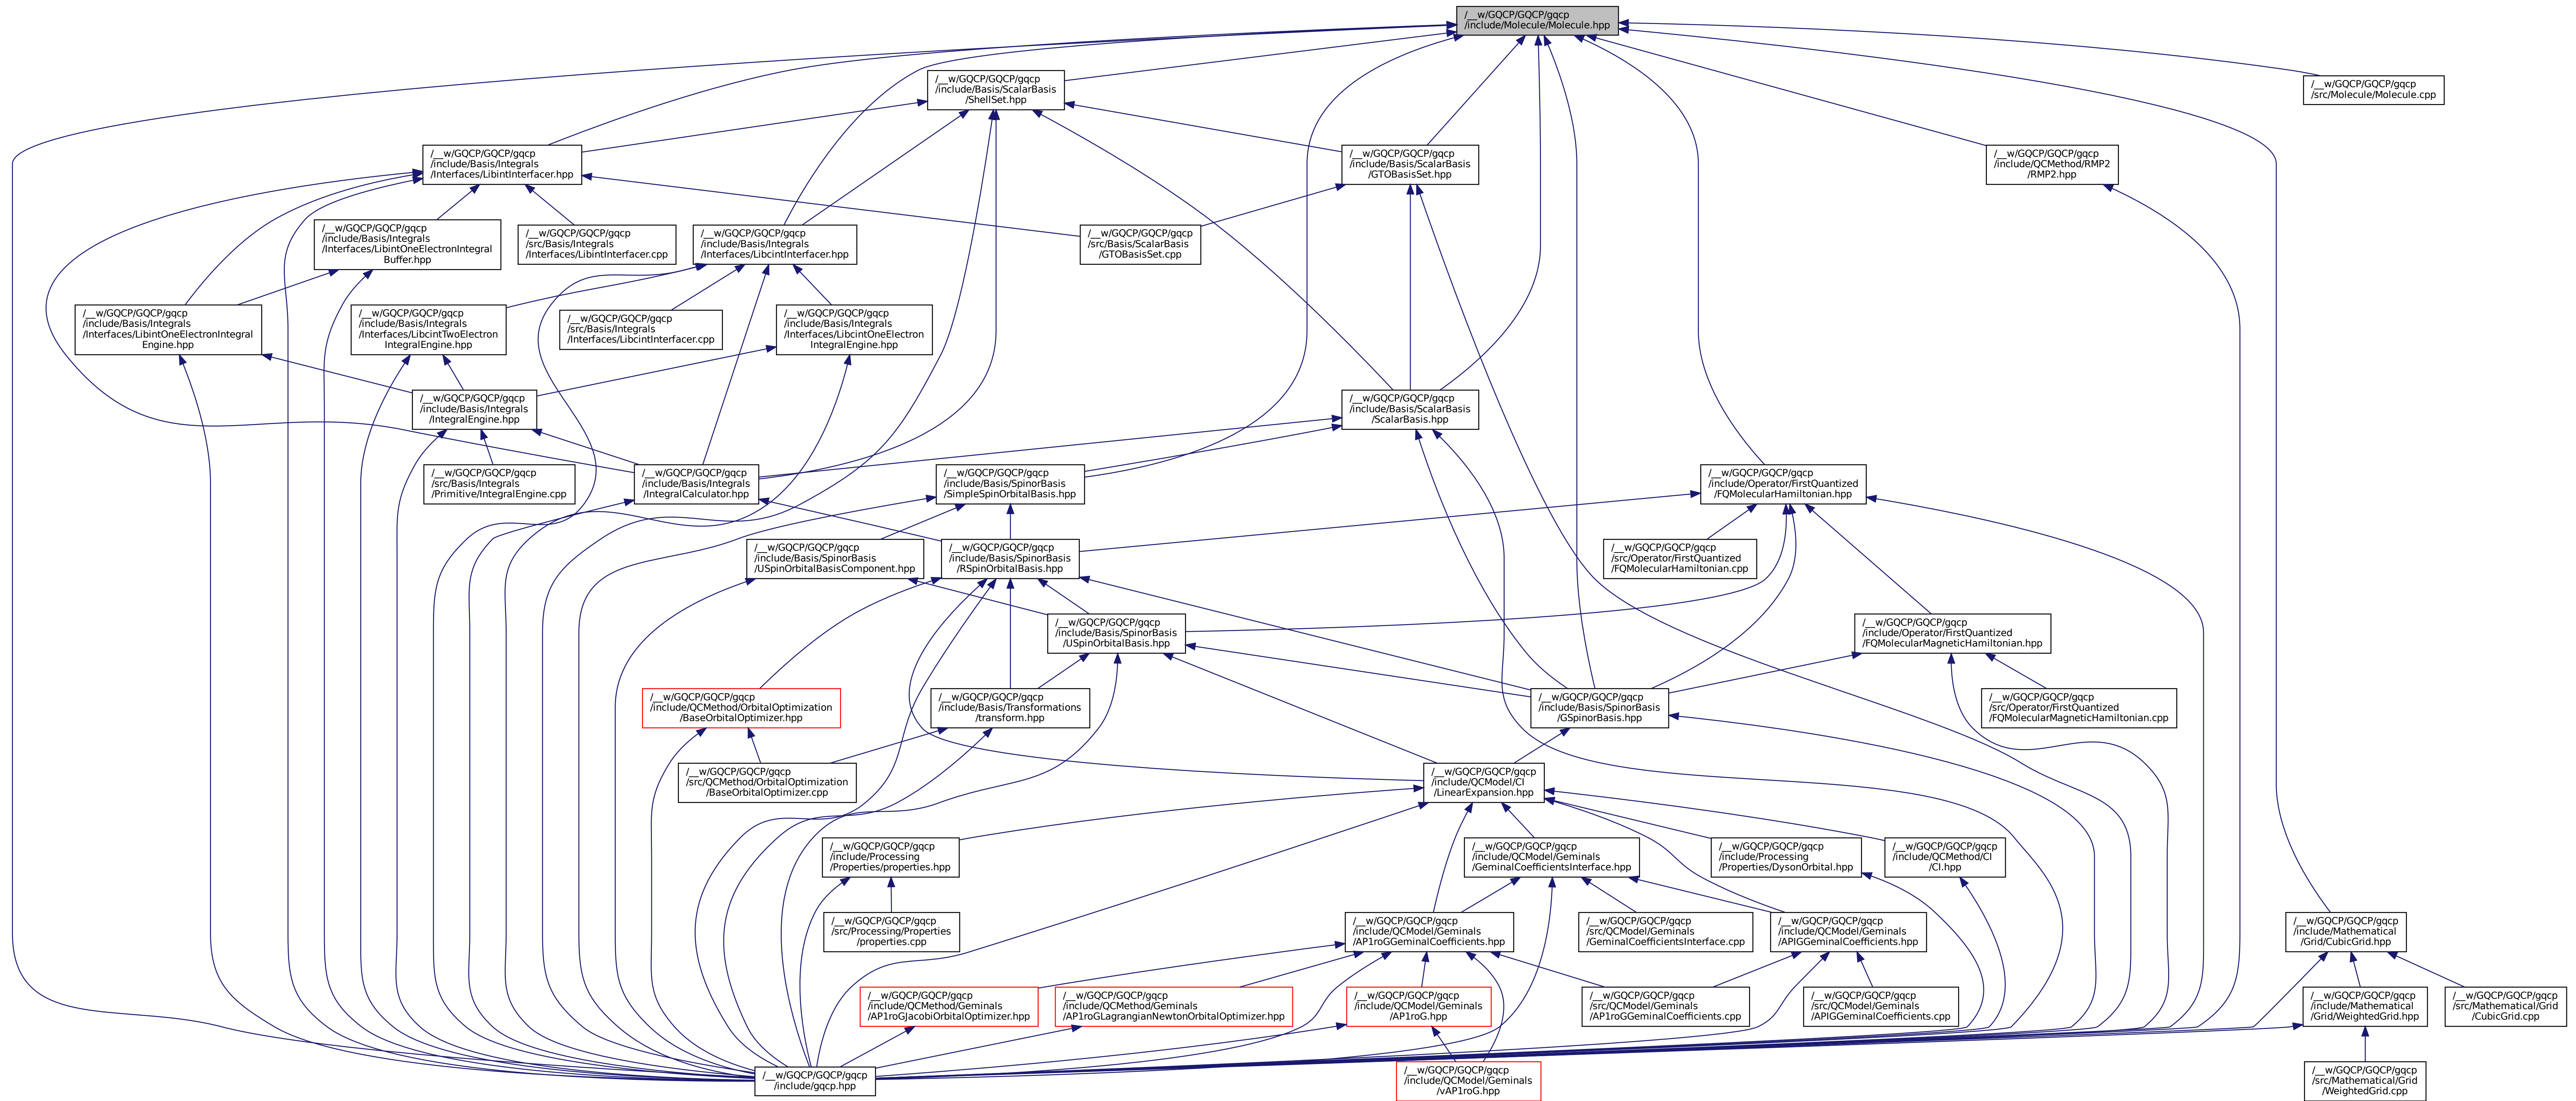 /__w/GQCP/GQCP/gqcp
/include/Molecule/Molecule.hpp
/__w/GQCP/GQCP/gqcp
/include/Basis/ScalarBasis
/ShellSet.hpp
/__w/GQCP/GQCP/gqcp
/src/Molecule/Molecule.cpp
/__w/GQCP/GQCP/gqcp
/include/Basis/Integrals
/Interfaces/LibintInterfacer.hpp
/__w/GQCP/GQCP/gqcp
/include/Basis/ScalarBasis
/GTOBasisSet.hpp
/__w/GQCP/GQCP/gqcp
/include/QCMethod/RMP2
/RMP2.hpp
/__w/GQCP/GQCP/gqcp
/include/Basis/Integrals
/Interfaces/LibintOneElectronIntegral
Buffer.hpp
/__w/GQCP/GQCP/gqcp
/src/Basis/Integrals
/Interfaces/LibintInterfacer.cpp
/__w/GQCP/GQCP/gqcp
/include/Basis/Integrals
/Interfaces/LibcintInterfacer.hpp
/__w/GQCP/GQCP/gqcp
/src/Basis/ScalarBasis
/GTOBasisSet.cpp
/__w/GQCP/GQCP/gqcp
/include/Basis/Integrals
/Interfaces/LibintOneElectronIntegral
Engine.hpp
/__w/GQCP/GQCP/gqcp
/include/Basis/Integrals
/Interfaces/LibcintTwoElectron
IntegralEngine.hpp
/__w/GQCP/GQCP/gqcp
/src/Basis/Integrals
/Interfaces/LibcintInterfacer.cpp
/__w/GQCP/GQCP/gqcp
/include/Basis/Integrals
/Interfaces/LibcintOneElectron
IntegralEngine.hpp
/__w/GQCP/GQCP/gqcp
/include/Basis/Integrals
/IntegralEngine.hpp
/__w/GQCP/GQCP/gqcp
/include/Basis/ScalarBasis
/ScalarBasis.hpp
/__w/GQCP/GQCP/gqcp
/src/Basis/Integrals
/Primitive/IntegralEngine.cpp
/__w/GQCP/GQCP/gqcp
/include/Basis/Integrals
/IntegralCalculator.hpp
/__w/GQCP/GQCP/gqcp
/include/Basis/SpinorBasis
/SimpleSpinOrbitalBasis.hpp
/__w/GQCP/GQCP/gqcp
/include/Operator/FirstQuantized
/FQMolecularHamiltonian.hpp
/__w/GQCP/GQCP/gqcp
/include/Basis/SpinorBasis
/USpinOrbitalBasisComponent.hpp
/__w/GQCP/GQCP/gqcp
/include/Basis/SpinorBasis
/RSpinOrbitalBasis.hpp
/__w/GQCP/GQCP/gqcp
/src/Operator/FirstQuantized
/FQMolecularHamiltonian.cpp
/__w/GQCP/GQCP/gqcp
/include/Basis/SpinorBasis
/USpinOrbitalBasis.hpp
/__w/GQCP/GQCP/gqcp
/include/Operator/FirstQuantized
/FQMolecularMagneticHamiltonian.hpp
/__w/GQCP/GQCP/gqcp
/include/QCMethod/OrbitalOptimization
/BaseOrbitalOptimizer.hpp
/__w/GQCP/GQCP/gqcp
/include/Basis/Transformations
/transform.hpp
/__w/GQCP/GQCP/gqcp
/include/Basis/SpinorBasis
/GSpinorBasis.hpp
/__w/GQCP/GQCP/gqcp
/src/Operator/FirstQuantized
/FQMolecularMagneticHamiltonian.cpp
/__w/GQCP/GQCP/gqcp
/src/QCMethod/OrbitalOptimization
/BaseOrbitalOptimizer.cpp
/__w/GQCP/GQCP/gqcp
/include/QCModel/CI
/LinearExpansion.hpp
/__w/GQCP/GQCP/gqcp
/include/Processing
/Properties/properties.hpp
/__w/GQCP/GQCP/gqcp
/include/QCModel/Geminals
/GeminalCoefficientsInterface.hpp
/__w/GQCP/GQCP/gqcp
/include/Processing
/Properties/DysonOrbital.hpp
/__w/GQCP/GQCP/gqcp
/include/QCMethod/CI
/CI.hpp
/__w/GQCP/GQCP/gqcp
/src/Processing/Properties
/properties.cpp
/__w/GQCP/GQCP/gqcp
/include/QCModel/Geminals
/AP1roGGeminalCoefficients.hpp
/__w/GQCP/GQCP/gqcp
/src/QCModel/Geminals
/GeminalCoefficientsInterface.cpp
/__w/GQCP/GQCP/gqcp
/include/QCModel/Geminals
/APIGGeminalCoefficients.hpp
/__w/GQCP/GQCP/gqcp
/include/Mathematical
/Grid/CubicGrid.hpp
/__w/GQCP/GQCP/gqcp
/include/QCMethod/Geminals
/AP1roGJacobiOrbitalOptimizer.hpp
/__w/GQCP/GQCP/gqcp
/include/QCMethod/Geminals
/AP1roGLagrangianNewtonOrbitalOptimizer.hpp
/__w/GQCP/GQCP/gqcp
/include/QCModel/Geminals
/AP1roG.hpp
/__w/GQCP/GQCP/gqcp
/src/QCModel/Geminals
/AP1roGGeminalCoefficients.cpp
/__w/GQCP/GQCP/gqcp
/src/QCModel/Geminals
/APIGGeminalCoefficients.cpp
/__w/GQCP/GQCP/gqcp
/include/Mathematical
/Grid/WeightedGrid.hpp
/__w/GQCP/GQCP/gqcp
/src/Mathematical/Grid
/CubicGrid.cpp
/__w/GQCP/GQCP/gqcp
/include/gqcp.hpp
/__w/GQCP/GQCP/gqcp
/include/QCModel/Geminals
/vAP1roG.hpp
/__w/GQCP/GQCP/gqcp
/src/Mathematical/Grid
/WeightedGrid.cpp